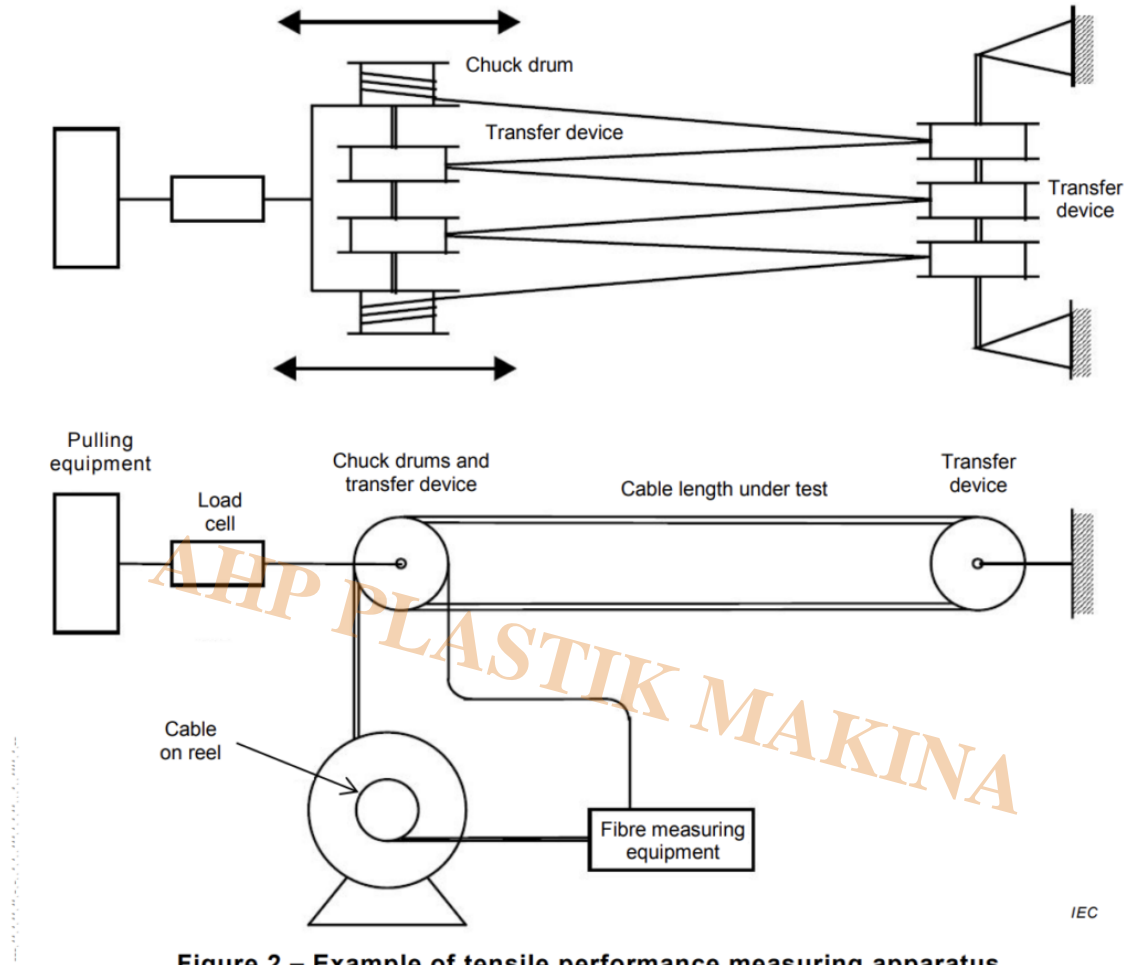 Chuck drum
Transfer device
Transfer
device
Pulling
equipment
Load
cell
Chuck drums and
transfer device
Cable length under test
Transfer
device
AHP PLASTIK MAKINA
Cable
on reel
Fibre measuring
equipment
IEC
Figure 2 – Example of tensile performance measuring apparatus